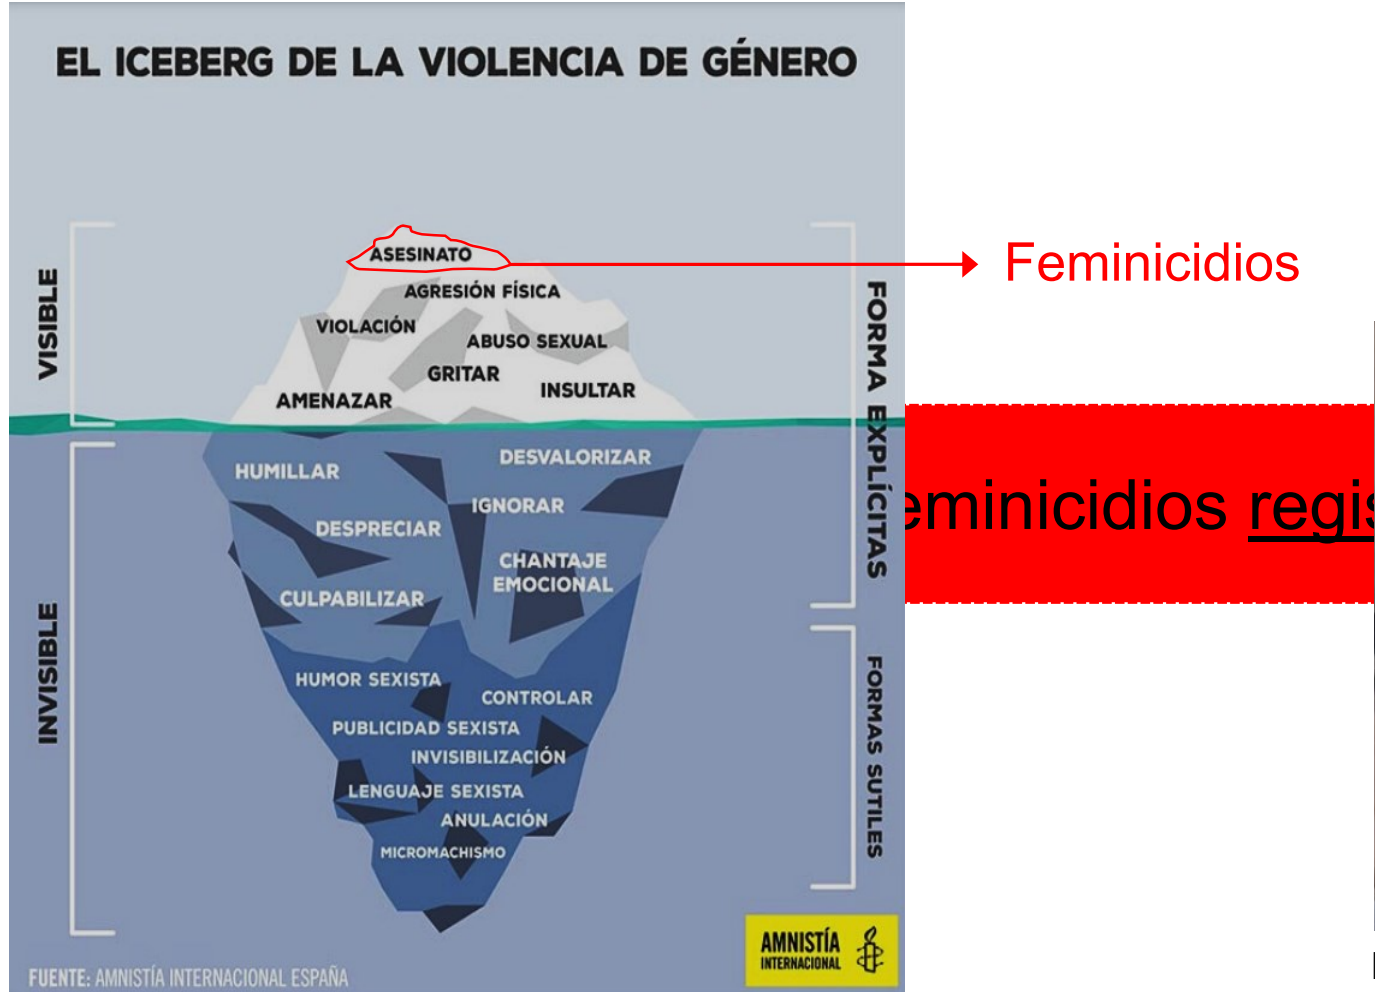 EL ICEBERG DE LA VIOLENCIA DE GÉNERO
VISIBLE
ASESINATO
AGRESIÓN FÍSICA
VIOLACIÓN
ABUSO SEXUAL
GRITAR
INSULTAR
AMENAZAR
Feminicidios
FORMA EXPLÍCITAS
INVISIBLE
DESVALORIZAR
HUMILLAR
IGNORAR
DESPRECIAR
CHANTAJE
EMOCIONAL
CULPABILIZAR
eminicidios regis
HUMOR SEXISTA
CONTROLAR
PUBLICIDAD SEXISTA
INVISIBILIZACIÓN
LENGUAJE SEXISTA
ANULACIÓN
MICROMACHISMO
FORMAS SUTILES
AMNISTÍA
INTERNACIONAL
FUENTE: AMNISTÍA INTERNACIONAL ESPAÑA